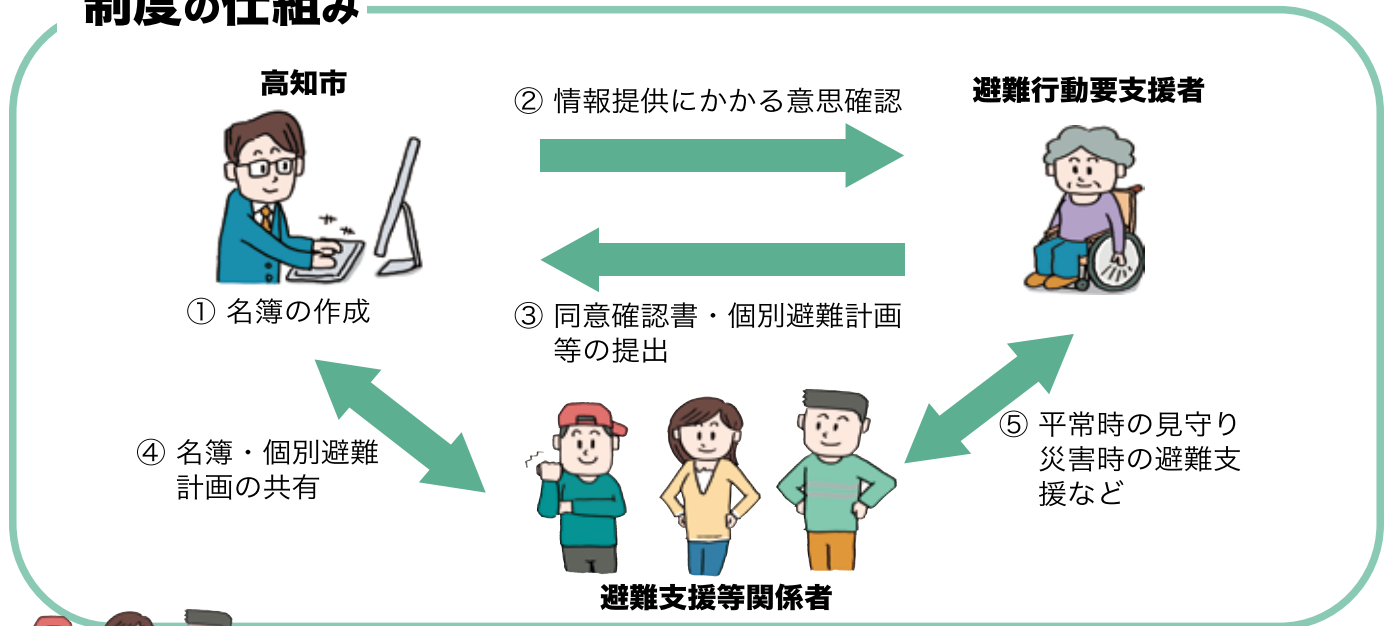 制度の仕組み
高知市
② 情報提供にかかる意思確認
避難行動要支援者
① 名簿の作成
③ 同意確認書・個別避難計画
等の提出
④ 名簿・個別避難
計画の共有
⑤ 平常時の見守り
災害時の避難支
援など
避難支援等関係者